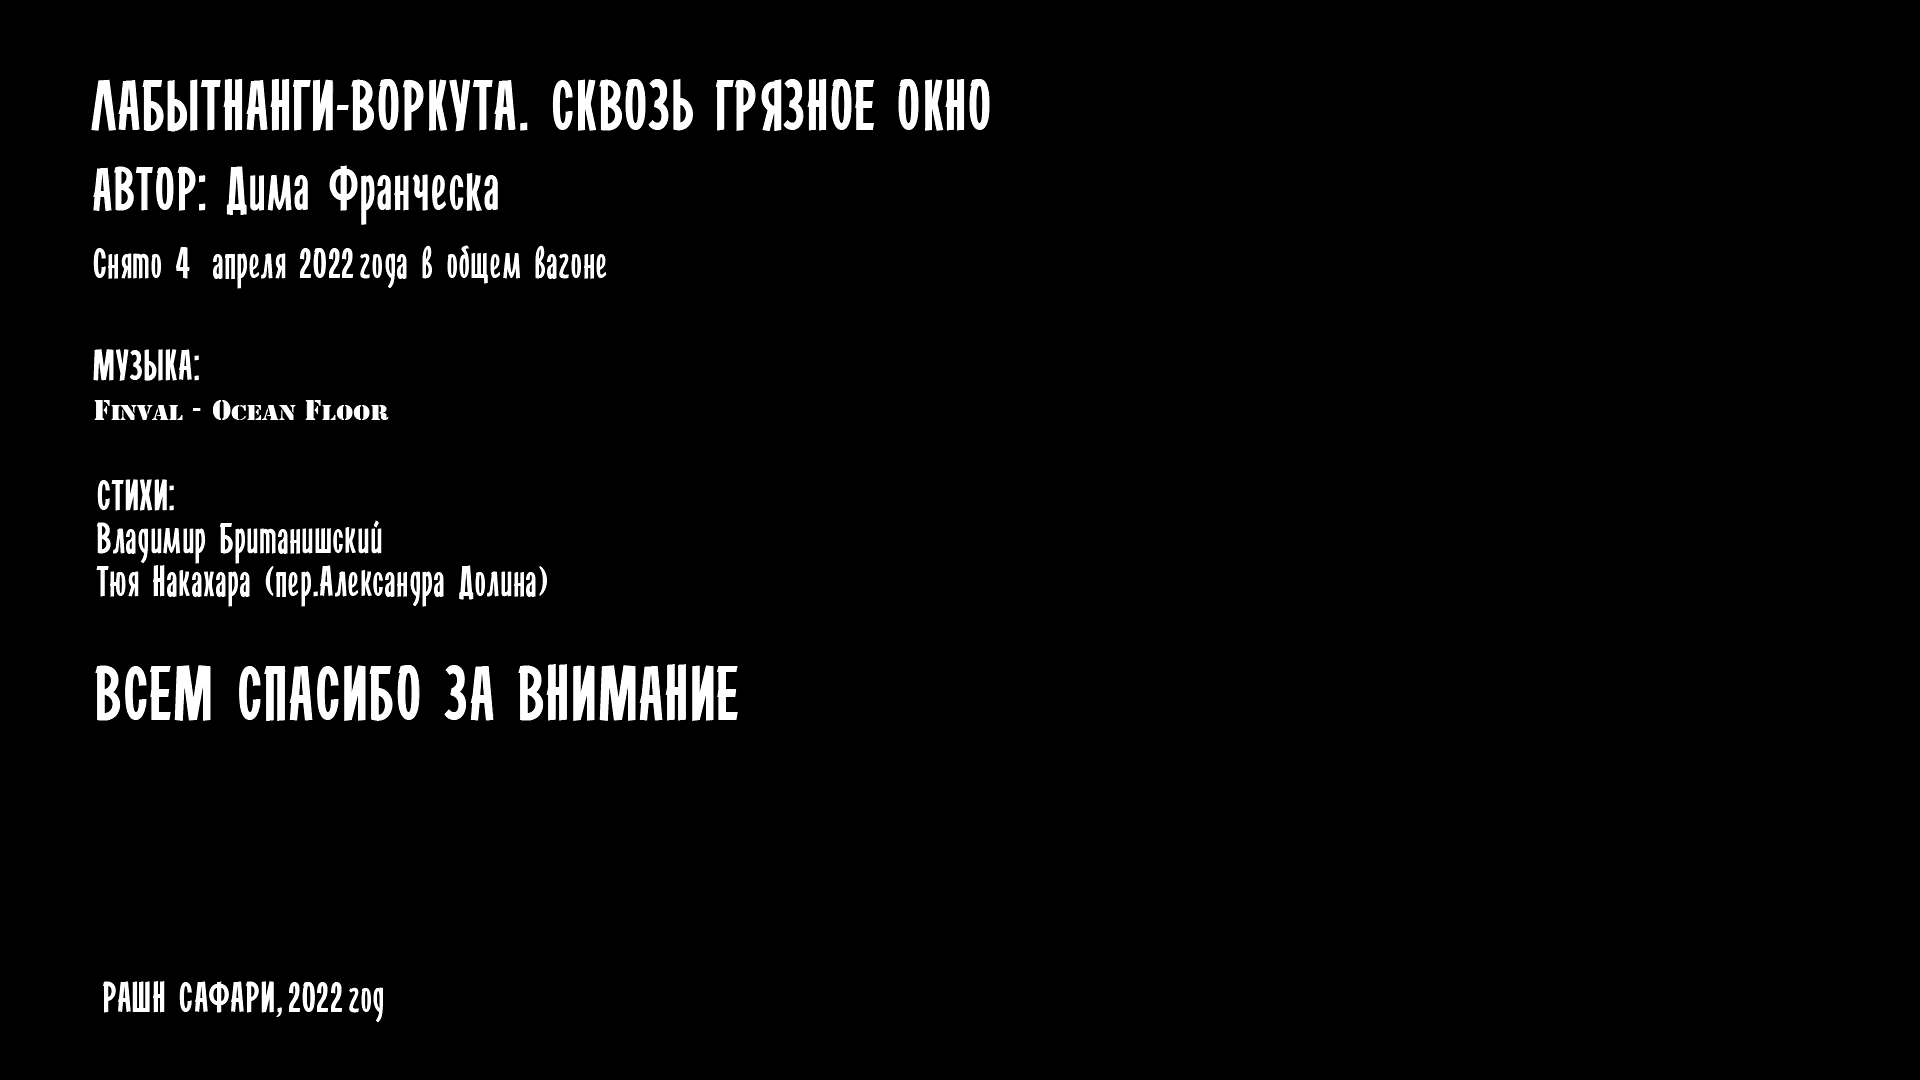 ЛАБЫТНАНГИ-ВОРКУТА. СКВОЗЬ ГРЯЗНОЕ ОКНО
АВТОР: Дима Франческа
Снято 4 апреля 2022 года в общем вагоне
МУЗЫКА:
Finval - Ocean Floor
СТИХИ:
Владимир Британишский
Тюя Накахара (пер.Александра Долина)
ВСЕМ СПАСИБО ЗА ВНИМАНИЕ
РАШН САФАРИ, 2022 год